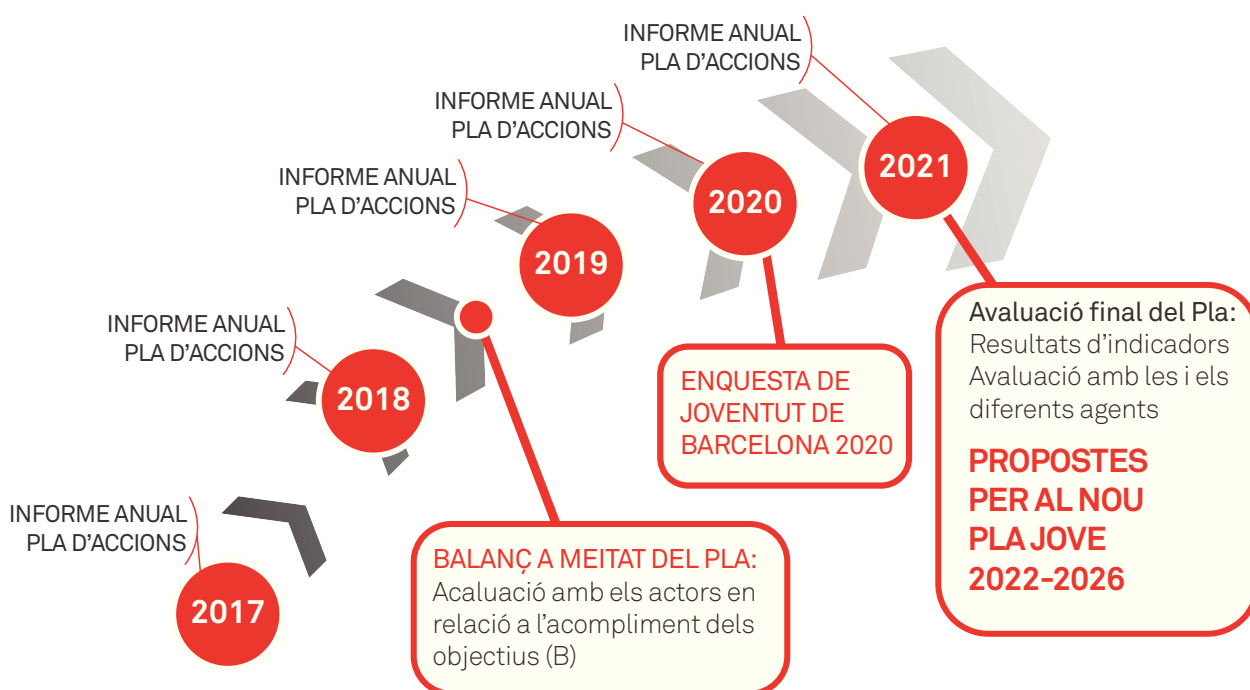 INFORME ANUAL
PLA D'ACCIONS
2017
INFORME ANUAL
PLA D'ACCIONS
2018
BALANÇ A MEITAT DEL PLA:
Acaluació amb els actors en
relació a l'acompliment dels
objectius (B)
INFORME ANUAL
PLA D'ACCIONS
2019
INFORME ANUAL
PLA D'ACCIONS
2020
ENQUESTA DE
JOVENTUT DE
BARCELONA 2020
INFORME ANUAL
PLA D'ACCIONS
2021
Avaluació final del Pla:
Resultats d'indicadors
Avaluació amb les i els
diferents agents
PROPOSTES
PER AL NOU
PLA JOVE
2022-2026